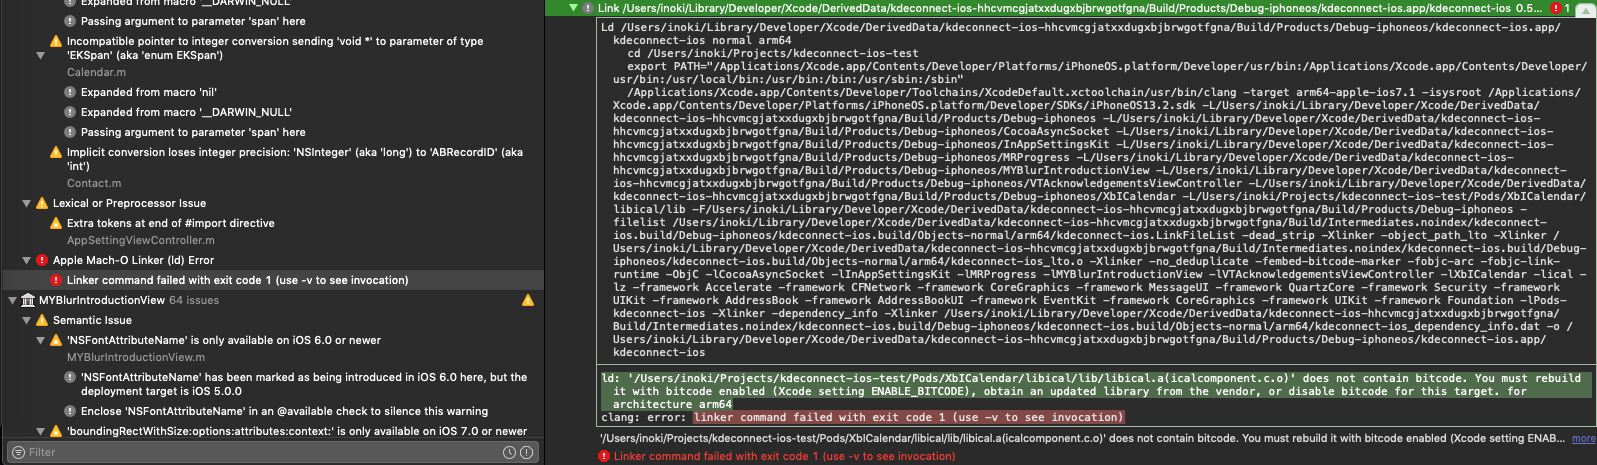 Expanded from macro '__DARWIN_NULL'
Passing argument to parameter 'span' here
Incompatible pointer to integer conversion sending 'void *' to parameter of type
'EKSpan' (aka 'enum EKSpan')
Calendar.m
Expanded from macro 'nil'
Expanded from macro '__DARWIN_NULL'
Passing argument to parameter 'span' here
Implicit conversion loses integer precision: 'NSInteger' (aka 'long') to 'ABRecordID' (aka
'int')
Contact.m
Lexical or Preprocessor Issue
Extra tokens at end of #import directive
AppSettingViewController.m
Apple Mach-O Linker (ld) Error
Linker command failed with exit code 1 (use -v to see invocation)
MYBlurIntroductionView 64 issues
Semantic Issue
'NSFontAttributeName' is only available on iOS 6.0 or newer
MYBlurIntroductionView.m
'NSFontAttributeName' has been marked as being introduced in iOS 6.0 here, but the
deployment target is iOS 5.0.0
Enclose 'NSFontAttributeName' in an @available check to silence this warning
'boundingRectWithSize:options:attributes:context:' is only available on iOS 7.0 or newer
Filter
Link /Users/inoki/Library/Developer/Xcode/DerivedData/kdeconnect-ios-hhcvmcgjatxxdugxbjbrwgotfgna/Build/Products/Debug-iphoneos/kdeconnect-ios.app/kdeconnect-ios 0.5... 1
Ld /Users/inoki/Library/Developer/Xcode/DerivedData/kdeconnect-ios-hhcvmcgjatxxdugxbjbrwgotfgna/Build/Products/Debug-iphoneos/kdeconnect-ios.app/
kdeconnect-ios normal arm64
cd /Users/inoki/Projects/kdeconnect-ios-test
export PATH="/Applications/Xcode.app/Contents/Developer/Platforms/iPhoneOS.platform/Developer/usr/bin:/Applications/Xcode.app/Contents/Developer/
usr/bin:/usr/local/bin:/usr/bin:/bin:/usr/sbin:/sbin"
/Applications/Xcode.app/Contents/Developer/Toolchains/XcodeDefault.xctoolchain/usr/bin/clang -target arm64-apple-ios7.1 -isysroot /Applications/
Xcode.app/Contents/Developer/Platforms/iPhoneOS.platform/Developer/SDKs/iPhoneOS13.2.sdk -L/Users/inoki/Library/Developer/Xcode/DerivedData/
kdeconnect-ios-hhcvmcgjatxxdugxbjbrwgotfgna/Build/Products/Debug-iphoneos -L/Users/inoki/Library/Developer/Xcode/DerivedData/kdeconnect-ios-
hhcvmcgjatxxdugxbjbrwgotfgna/Build/Products/Debug-iphoneos/CocoaAsyncSocket -L/Users/inoki/Library/Developer/Xcode/DerivedData/kdeconnect-ios-
hhcvmcgjatxxdugxbjbrwgotfgna/Build/Products/Debug-iphoneos/InAppSettingsKit -L/Users/inoki/Library/Developer/Xcode/DerivedData/kdeconnect-ios-
hhcvmcgjatxxdugxbjbrwgotfgna/Build/Products/Debug-iphoneos/MRProgress -L/Users/inoki/Library/Developer/Xcode/DerivedData/kdeconnect-ios-
hhcvmcgjatxxdugxbjbrwgotfgna/Build/Products/Debug-iphoneos/MYBlurIntroductionView -L/Users/inoki/Library/Developer/Xcode/DerivedData/kdeconnect-
ios-hhcvmcgjatxxdugxbjbrwgotfgna/Build/Products/Debug-iphoneos/VTAcknowledgementsViewController -L/Users/inoki/Library/Developer/Xcode/DerivedData/
kdeconnect-ios-hhcvmcgjatxxdugxbjbrwgotfgna/Build/Products/Debug-iphoneos/XbICalendar -L/Users/inoki/Projects/kdeconnect-ios-test/Pods/XbICalendar/
libical/lib -F/Users/inoki/Library/Developer/Xcode/DerivedData/kdeconnect-ios-hhcvmcgjatxxdugxbjbrwgotfgna/Build/Products/Debug-iphoneos -
filelist /Users/inoki/Library/Developer/Xcode/DerivedData/kdeconnect-ios-hhcvmcgjatxxdugxbjbrwgotfgna/Build/Intermediates.noindex/kdeconnect-
ios.build/Debug-iphoneos/kdeconnect-ios.build/Objects-normal/arm64/kdeconnect-ios.LinkFileList -dead_strip -Xlinker -object_path_lto -Xlinker /
Users/inoki/Library/Developer/Xcode/DerivedData/kdeconnect-ios-hhcvmcgjatxxdugxbjbrwgotfgna/Build/Intermediates.noindex/kdeconnect-ios.build/Debug-
iphoneos/kdeconnect-ios.build/Objects-normal/arm64/kdeconnect-ios_lto.o -Xlinker -no_deduplicate -fembed-bitcode-marker -fobjc-arc -fobjc-link-
runtime -ObjC -lCocoaAsyncSocket -lInAppSettingsKit -lMRProgress -lMYBlurIntroductionView -lVTAcknowledgementsViewController -lXbICalendar -lical -
lz -framework Accelerate -framework CFNetwork -framework CoreGraphics -framework MessageUI -framework QuartzCore -framework Security -framework
UIKit -framework AddressBook -framework AddressBookUI -framework EventKit -framework CoreGraphics -framework UIKit -framework Foundation -lPods-
kdeconnect-ios -Xlinker -dependency_info -Xlinker /Users/inoki/Library/Developer/Xcode/DerivedData/kdeconnect-ios-hhcvmcgjatxxdugxbjbrwgotfgna/
Build/Intermediates.noindex/kdeconnect-ios.build/Debug-iphoneos/kdeconnect-ios.build/Objects-normal/arm64/kdeconnect-ios_dependency_info.dat -o /
Users/inoki/Library/Developer/Xcode/DerivedData/kdeconnect-ios-hhcvmcgjatxxdugxbjbrwgotfgna/Build/Products/Debug-iphoneos/kdeconnect-ios.app/
kdeconnect-ios
ld: '/Users/inoki/Projects/kdeconnect-ios-test/Pods/XbICalendar/libical/lib/libical.a(icalcomponent.c.o)' does not contain bitcode. You must rebuild
it with bitcode enabled (Xcode setting ENABLE_BITCODE), obtain an updated library from the vendor, or disable bitcode for this target. for
architecture arm64
clang: error: linker command failed with exit code 1 (use -v to see invocation)
'/Users/inoki/Projects/kdeconnect-ios-test/Pods/XbICalendar/libical/lib/libical.a(icalcomponent.c.o)' does not contain bitcode. You must rebuild it with bitcode enabled (Xcode setting ENAB... more
Linker command failed with exit code 1 (use -v to see invocation)